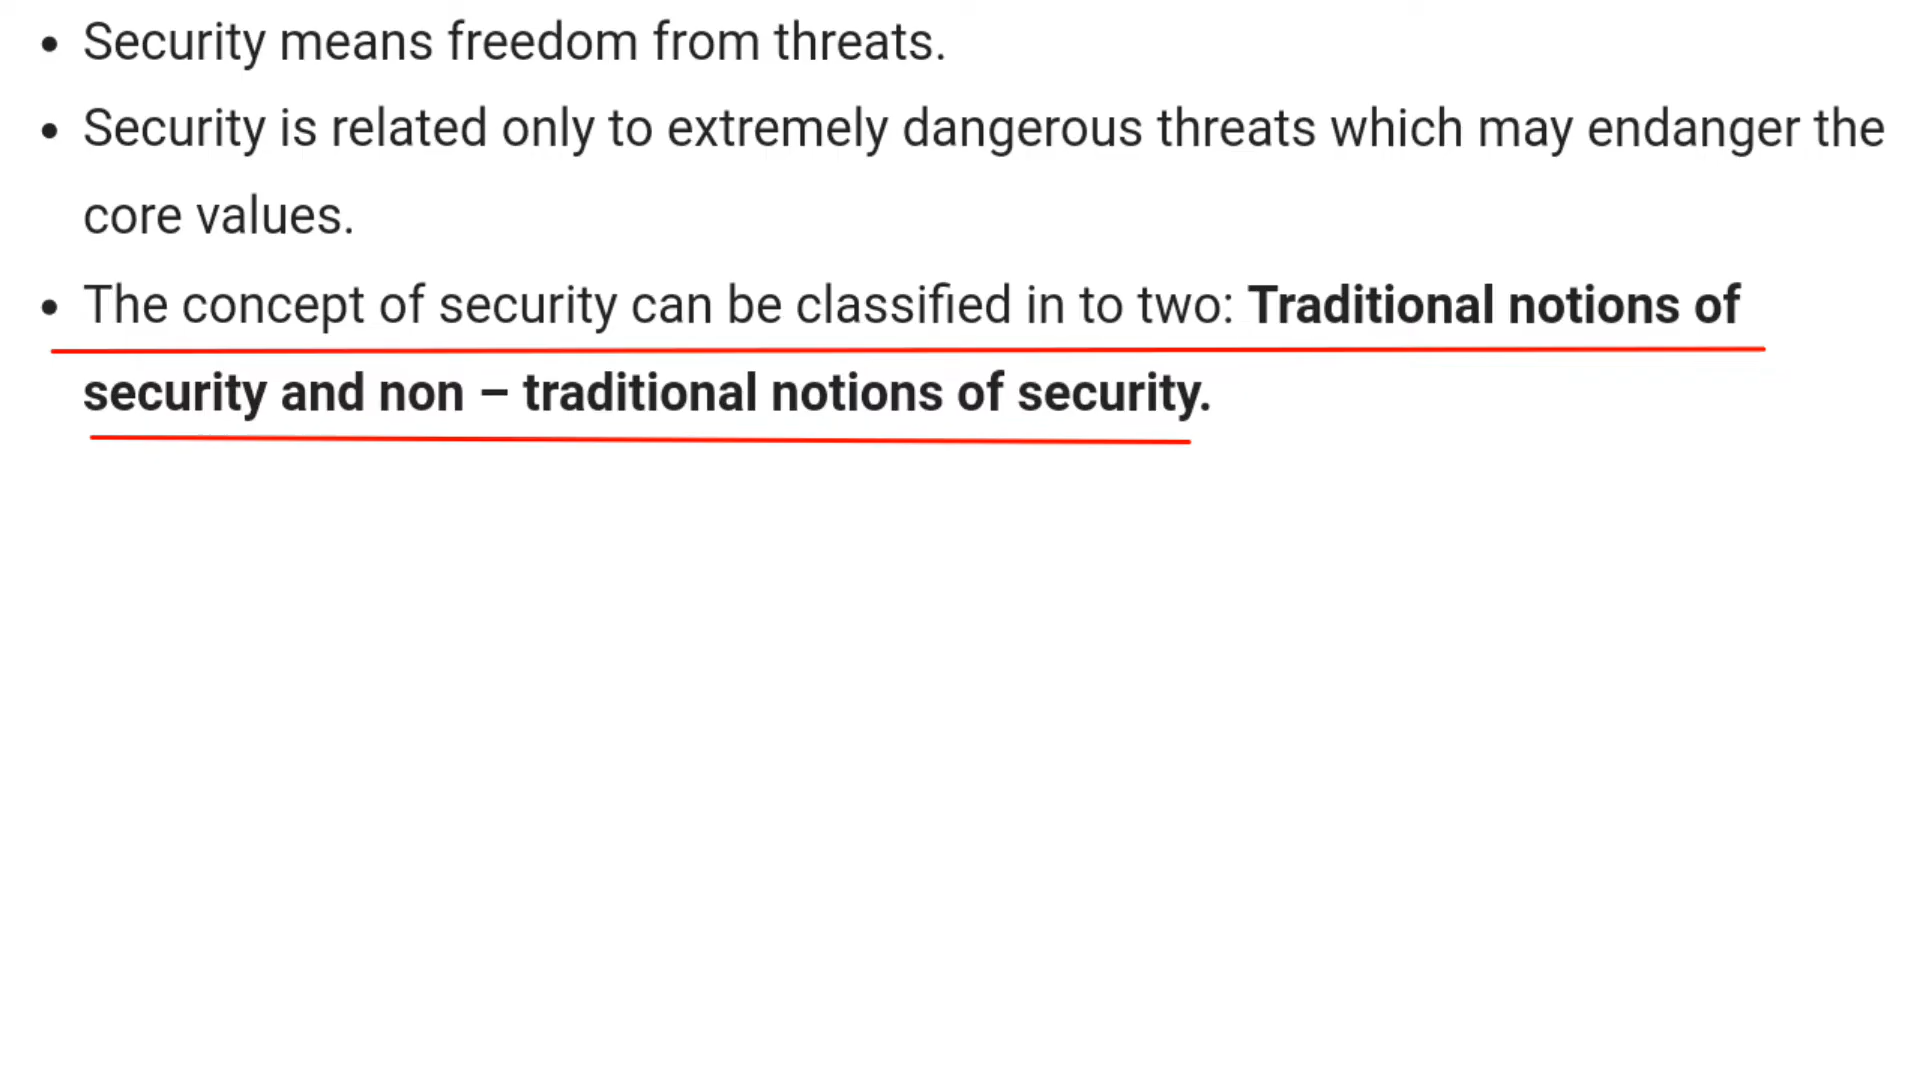 • Security means freedom from threats.
• Security is related only to extremely dangerous threats which may endanger the
core values.
• The concept of security can be classified in to two: Traditional notions of
security and non – traditional notions of security.